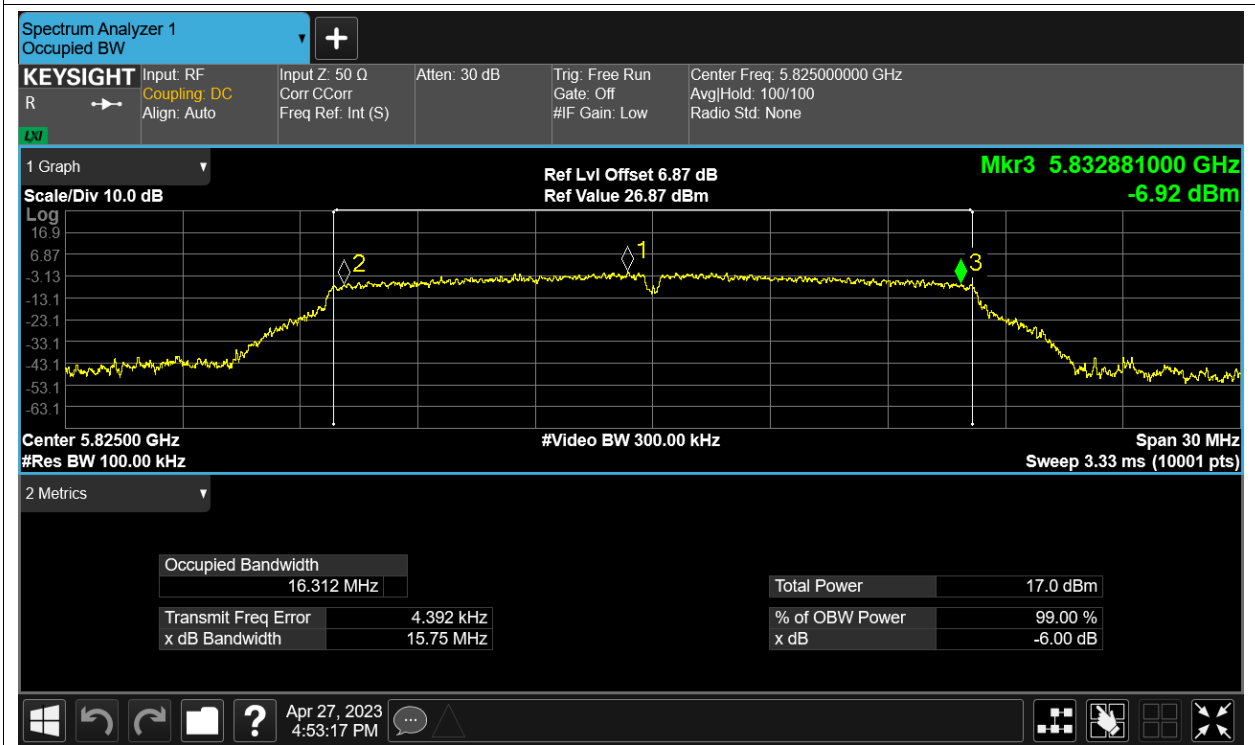 Spectrum Analyzer 1
Occupied BW
KEYSIGHT
R
LXI
Input: RF
Coupling: DC
Align: Auto
Input Z: 50 Ω
Corr CCorr
Freq Ref: Int (S)
Atten: 30 dB
Trig: Free Run
Gate: Off
#IF Gain: Low
Center Freq: 5.825000000 GHz
Avg|Hold: 100/100
Radio Std: None
1 Graph
Scale/Div 10.0 dB
Ref Lvl Offset 6.87 dB
Ref Value 26.87 dBm
Mkr3 5.832881000 GHz
-6.92 dBm
Log
16.9
6.87
-3.13
-13.1
-23.1
-33.1
-43.1
-53.1
-63.1
2
1
3
Center 5.82500 GHz
#Video BW 300.00 kHz
Span 30 MHz
#Res BW 100.00 kHz
Sweep 3.33 ms (10001 pts)
2 Metrics
Occupied Bandwidth
16.312 MHz
Transmit Freq Error 4.392 kHz
x dB Bandwidth 15.75 MHz
Total Power 17.0 dBm
% of OBW Power 99.00 %
x dB -6.00 dB
?
Apr 27, 2023
4:53:17 PM